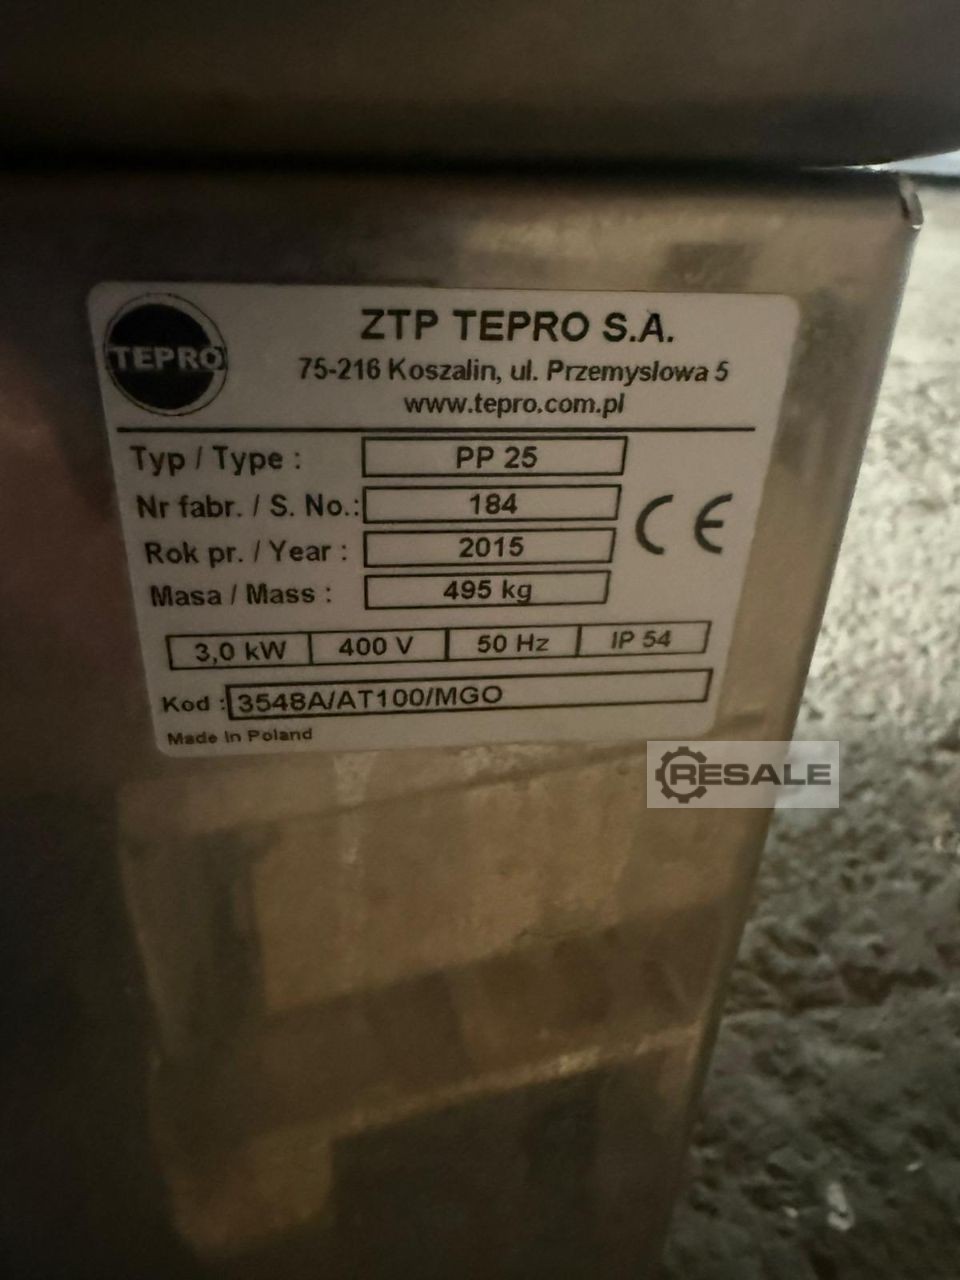 TEPRO
ZTP TEPRO S.A.
75-216 Koszalin, ul. Przemysłowa 5
www.tepro.com.pl
Typ / Type : PP 25
Nr fabr. / S. No.: 184
Rok pr. / Year : 2015
Masa / Mass : 495 kg
CE
3,0 kW 400 V 50 Hz IP 54
Kod : 3548A/AT100/MGO
Made In Poland
RESALE